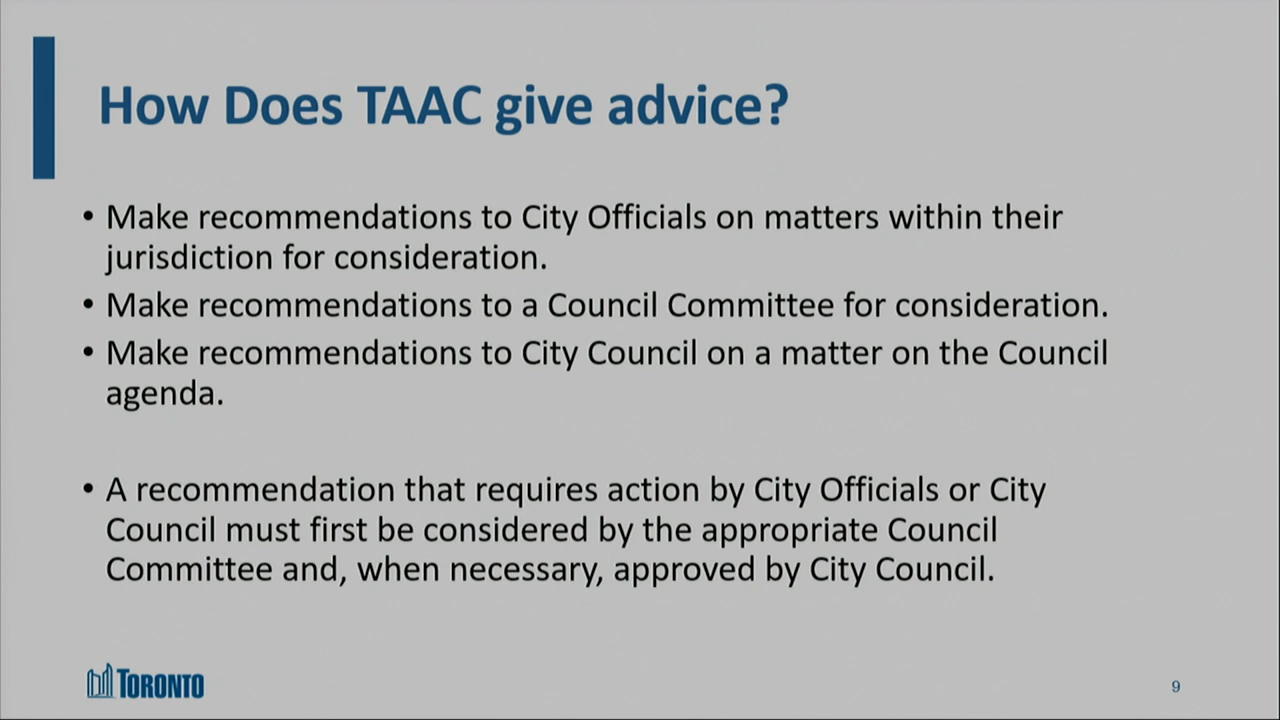 How Does TAAC give advice?
• Make recommendations to City Officials on matters within their
jurisdiction for consideration.
• Make recommendations to a Council Committee for consideration.
• Make recommendations to City Council on a matter on the Council
agenda.
• A recommendation that requires action by City Officials or City
Council must first be considered by the appropriate Council
Committee and, when necessary, approved by City Council.
TORONTO
9